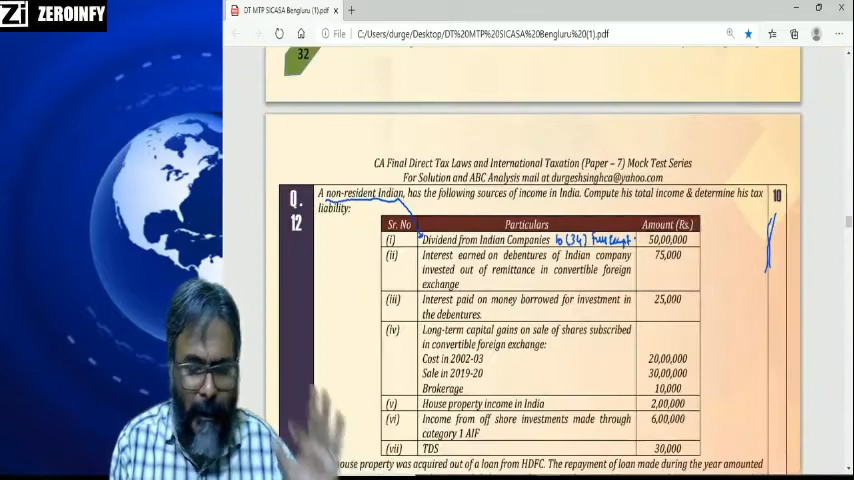 Zi ZEROINFY
DT MTP SICASA Bengluru (1).pdf
File | C:/Users/durge/Desktop/DT%20MTP%20SICASA%20Bengluru%20(1).pdf
32
CA Final Direct Tax Laws and International Taxation (Paper – 7) Mock Test Series
For Solution and ABC Analysis mail at durgeshsinghca@yahoo.com
Q. 12
A non-resident Indian, has the following sources of income in India. Compute his total income & determine his tax 10
liability:
Sr. No Particulars Amount (Rs.)
(i) Dividend from Indian Companies 10(34) 50,00,000
(ii) Interest earned on debentures of Indian company 75,000
invested out of remittance in convertible foreign
exchange
(iii) Interest paid on money borrowed for investment in 25,000
the debentures.
(iv) Long-term capital gains on sale of shares subscribed
in convertible foreign exchange:
Cost in 2002-03 20,00,000
Sale in 2019-20 30,00,000
Brokerage 10,000
(v) House property income in India 2,00,000
(vi) Income from off shore investments made through 6,00,000
category 1 AIF
(vii) TDS 30,000
ouse property was acquired out of a loan from HDFC. The repayment of loan made during the year amounted